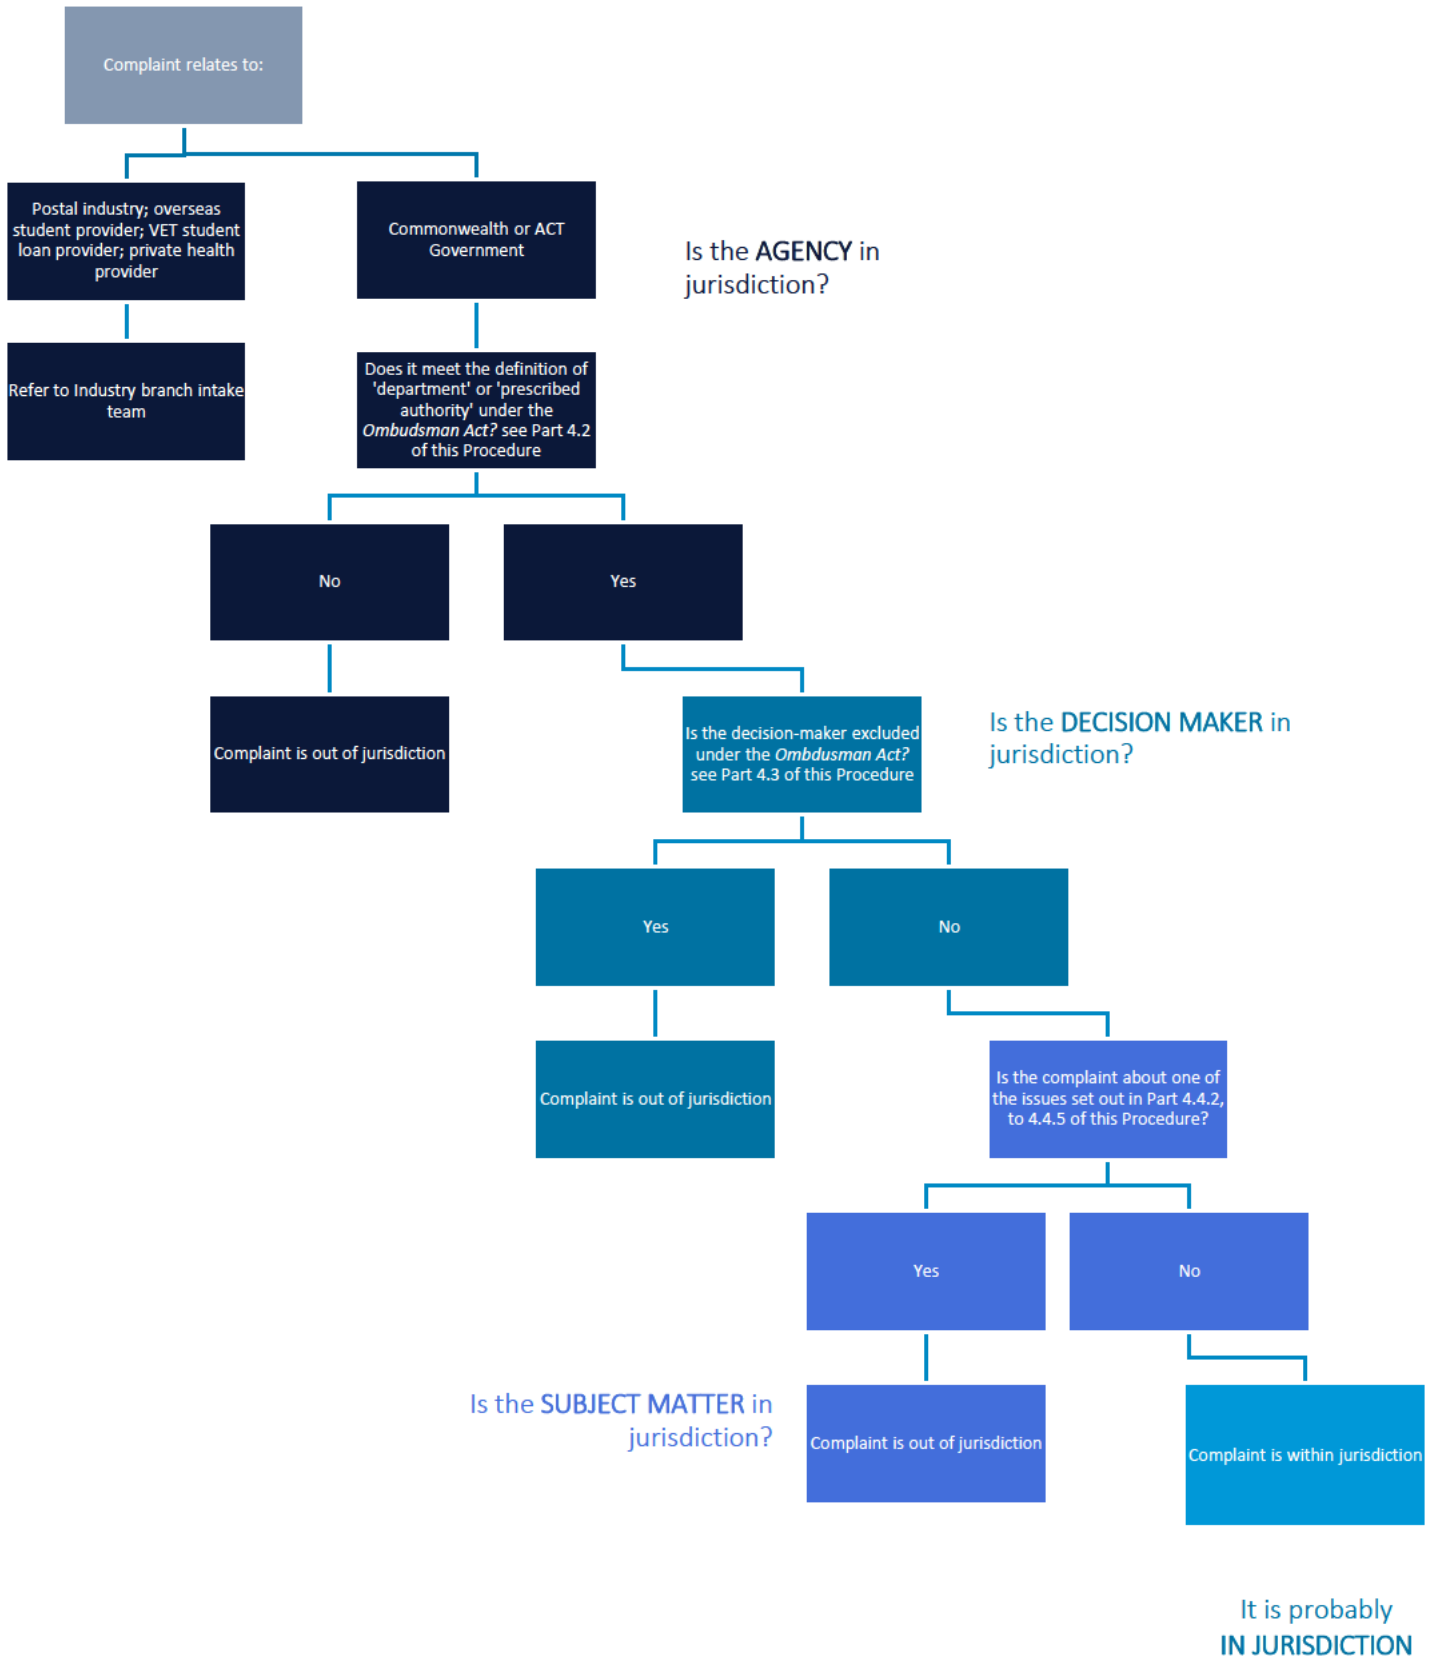 Complaint relates to:
Postal industry; overseas
student provider; VET student
loan provider; private health
provider
Commonwealth or ACT
Government
Is the AGENCY in
jurisdiction?
Refer to Industry branch intake
team
Does it meet the definition of
'department' or 'prescribed
authority' under the
Ombudsman Act? see Part 4.2
of this Procedure
No
Yes
Complaint is out of jurisdiction
Is the decision-maker excluded
under the Ombdusman Act?
see Part 4.3 of this Procedure
Is the DECISION MAKER in
jurisdiction?
Yes
No
Complaint is out of jurisdiction
Is the complaint about one of
the issues set out in Part 4.4.2,
to 4.4.5 of this Procedure?
Yes
No
Is the SUBJECT MATTER in
jurisdiction?
Complaint is out of jurisdiction
Complaint is within jurisdiction
It is probably
IN JURISDICTION